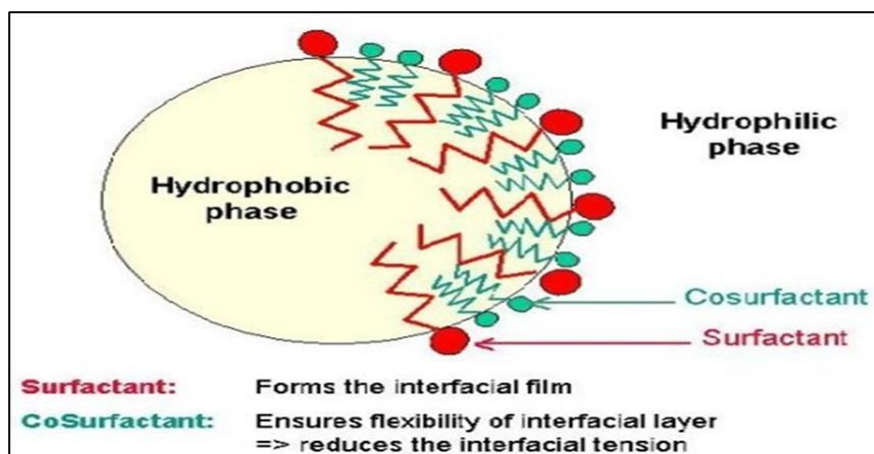 Hydrophobic
phase
Hydrophilic
phase
Cosurfactant
Surfactant
Surfactant: Forms the interfacial film
CoSurfactant: Ensures flexibility of interfacial layer
=> reduces the interfacial tension